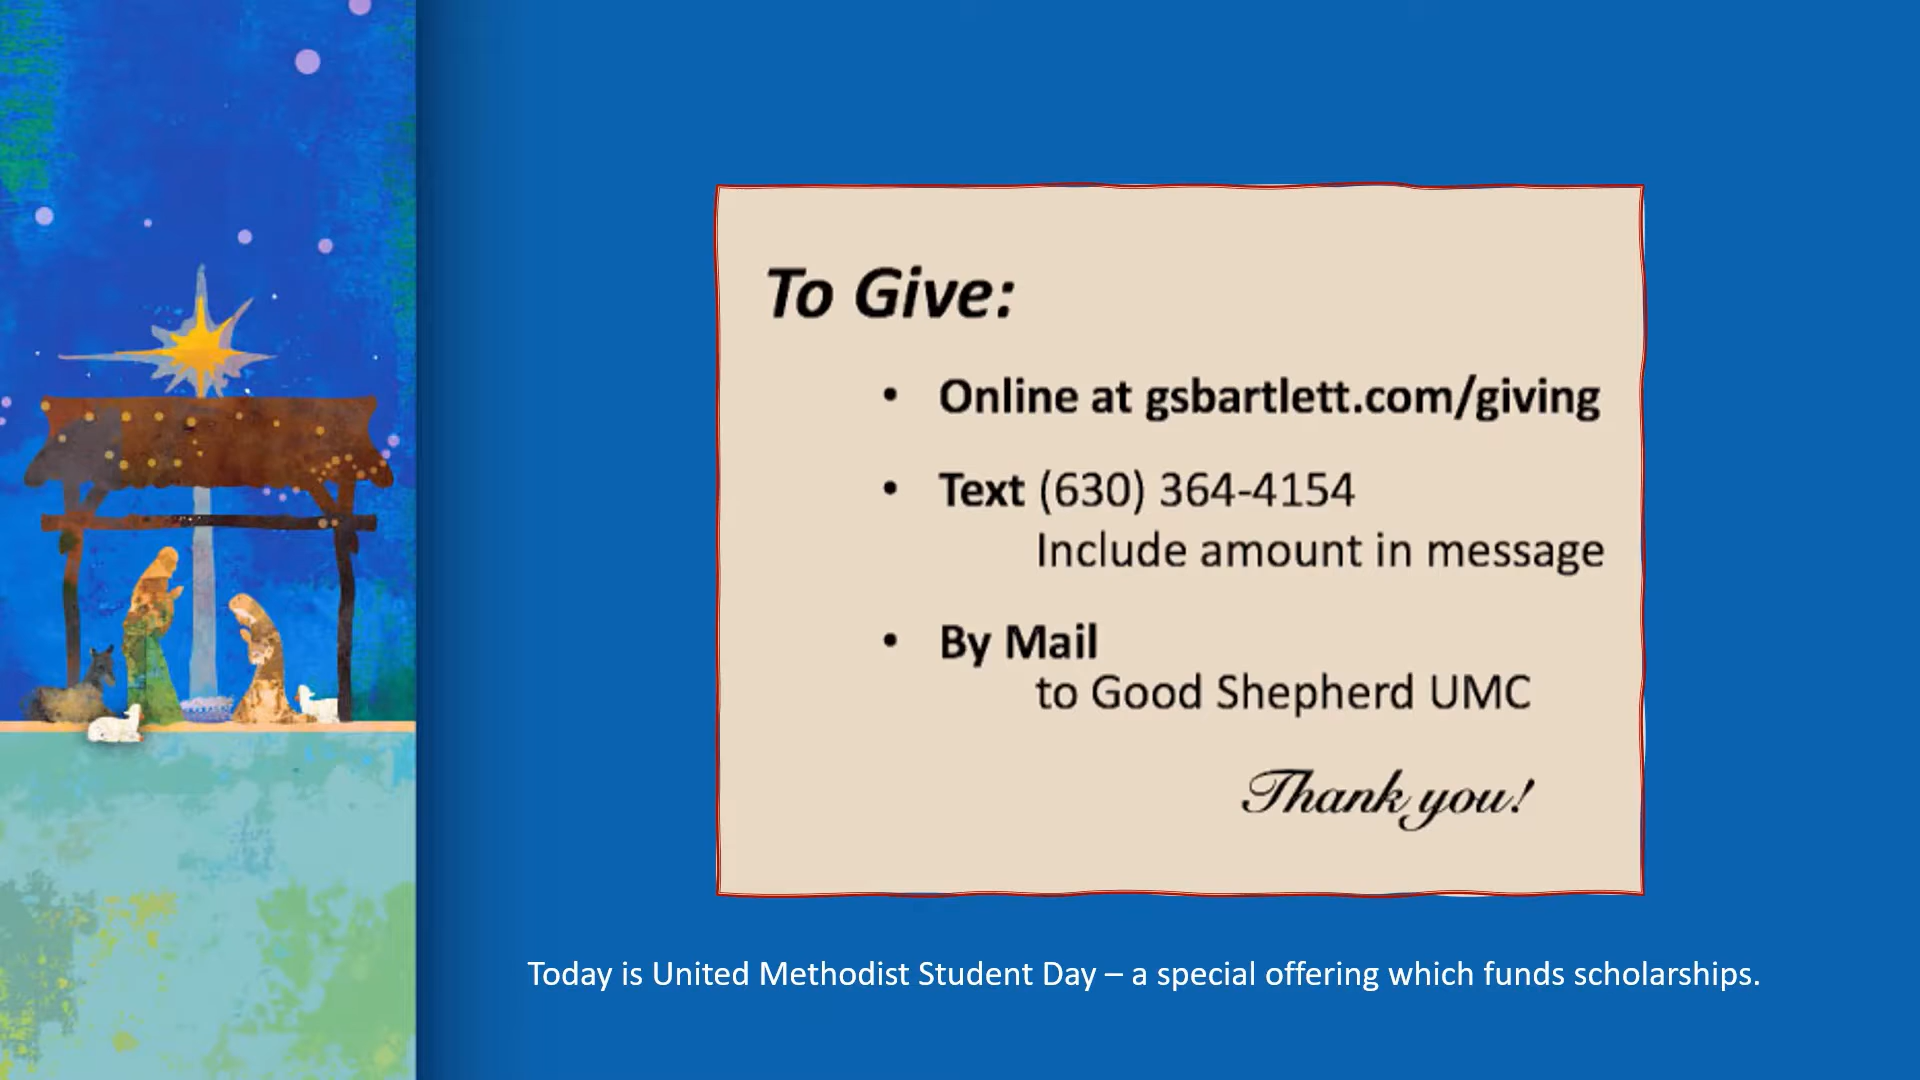 To Give:
• Online at gsbartlett.com/giving
• Text (630) 364-4154
Include amount in message
• By Mail
to Good Shepherd UMC
Thank you!
Today is United Methodist Student Day – a special offering which funds scholarships.